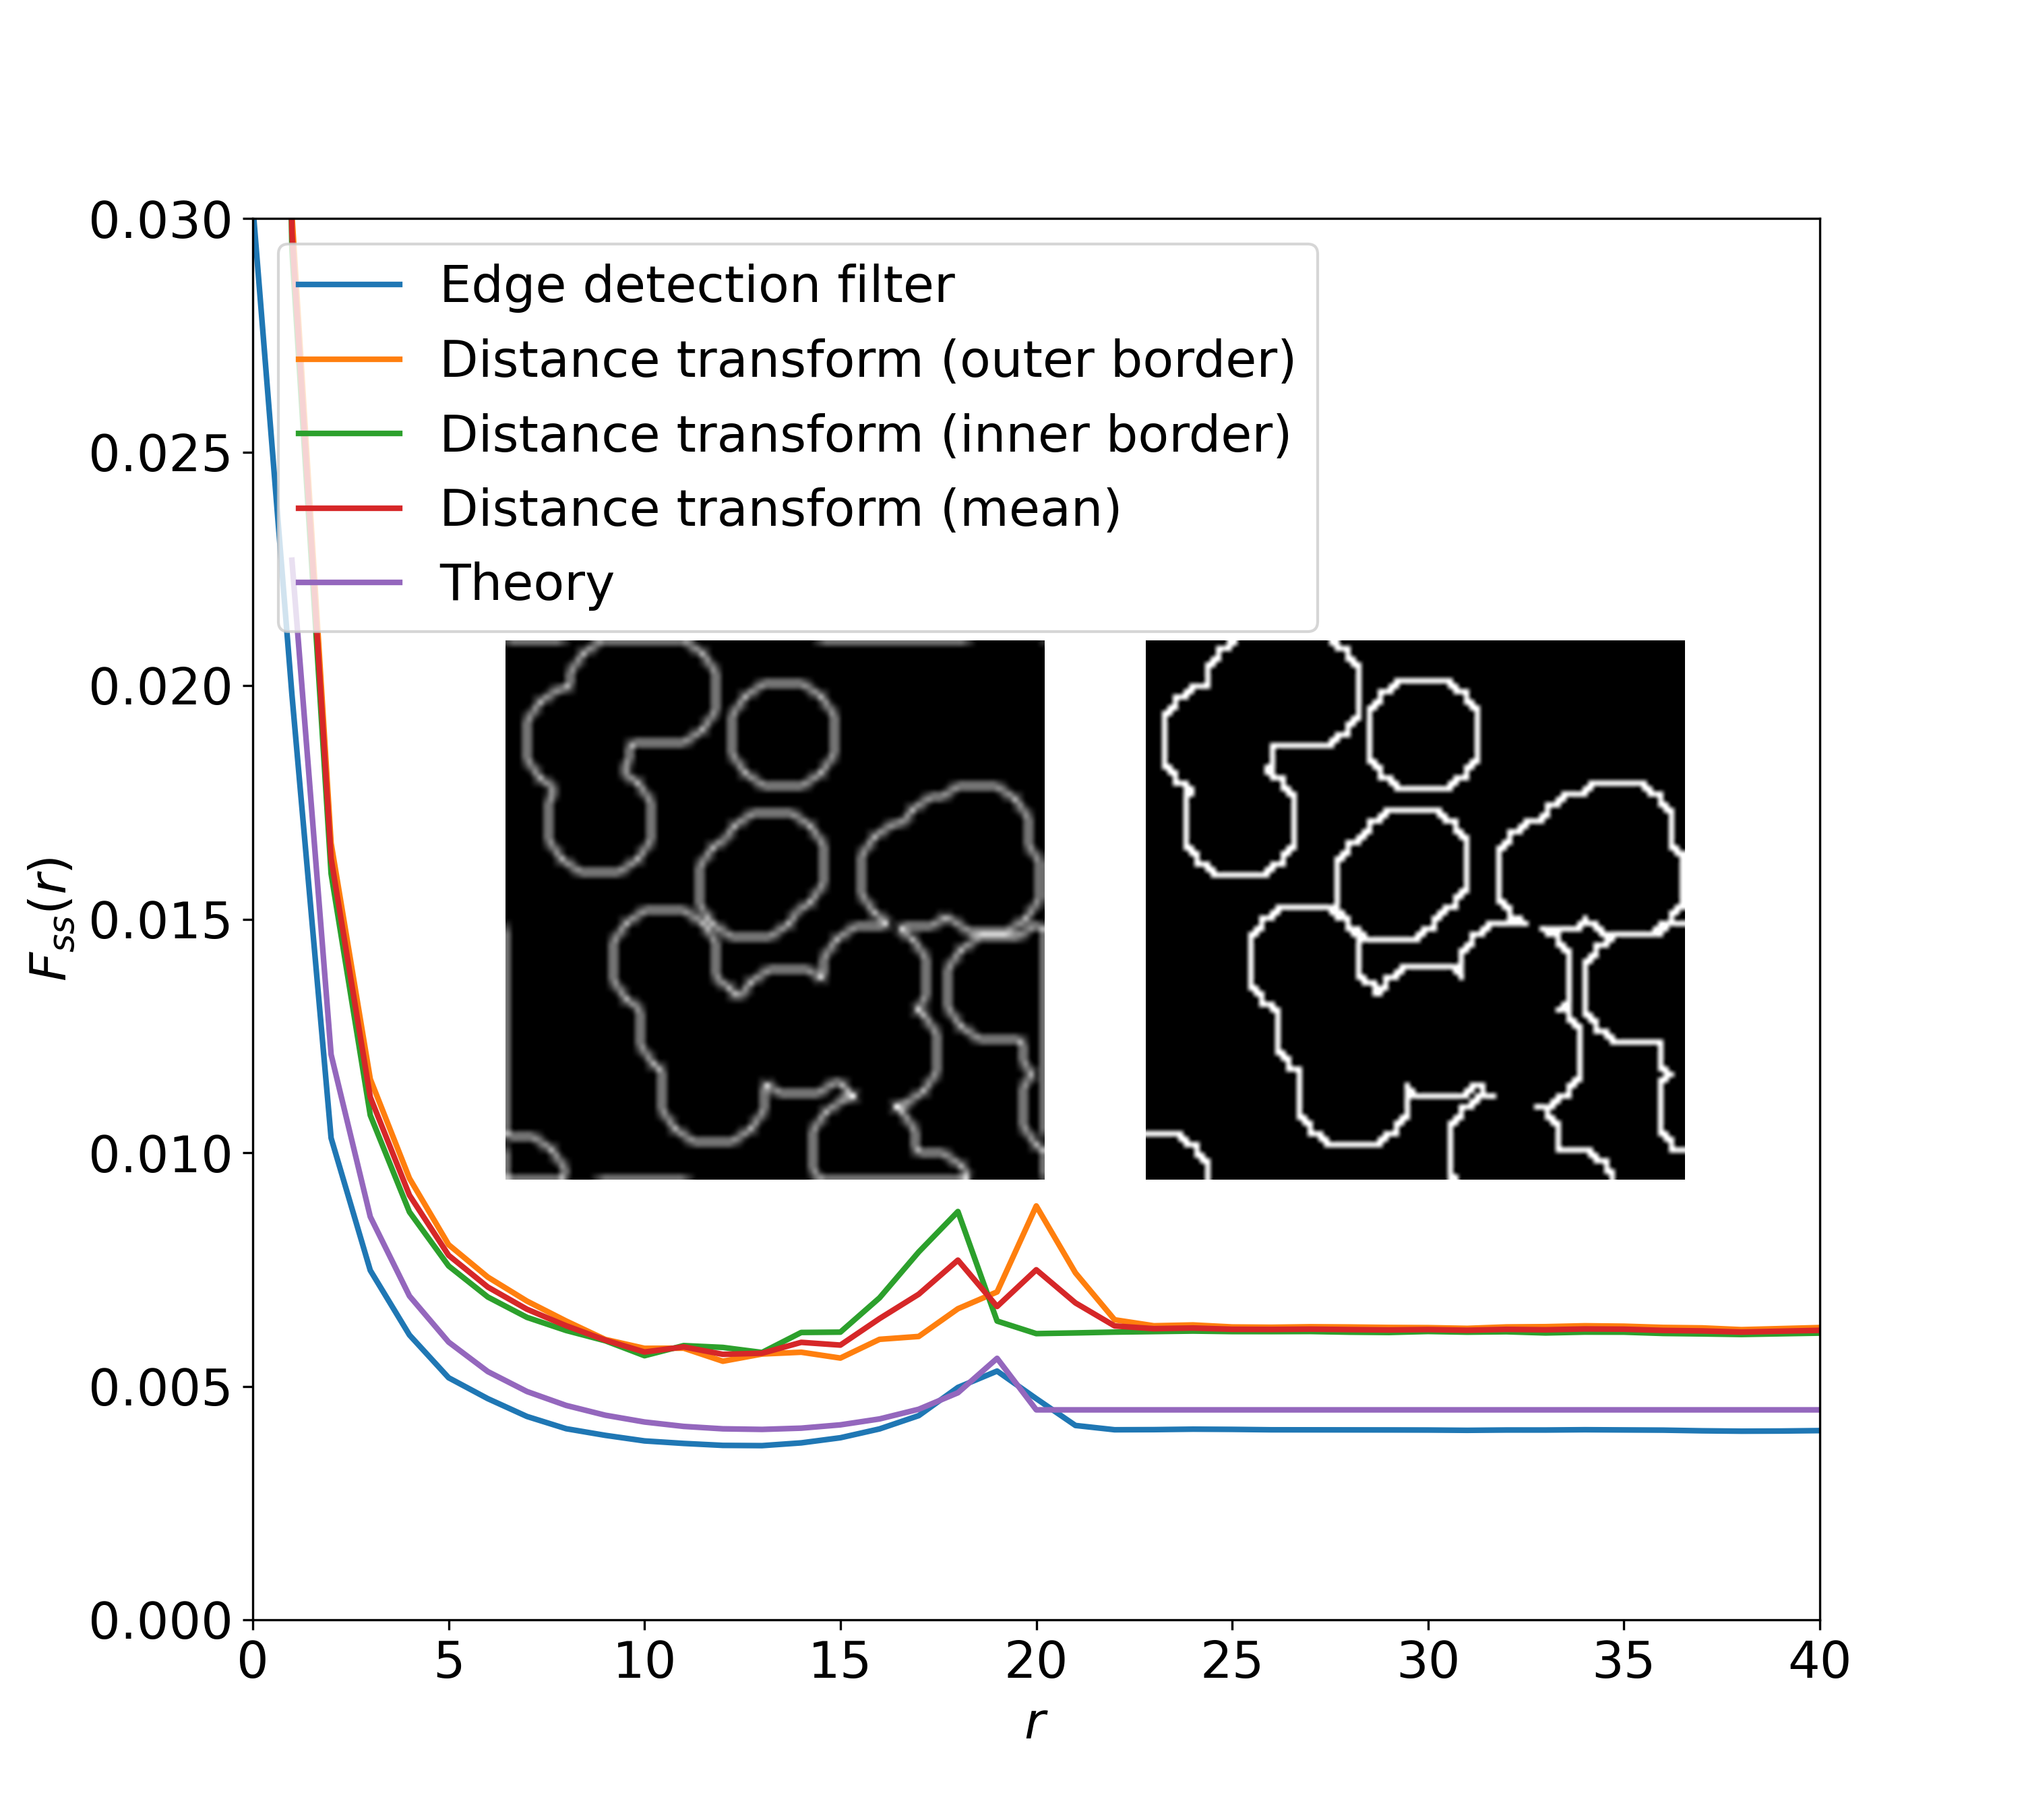 0.030
0.025
0.020
0.015
0.010
0.005
0.000
F_ss(r)
Edge detection filter
Distance transform (outer border)
Distance transform (inner border)
Distance transform (mean)
Theory
0 5 10 15 20 25 30 35 40
r